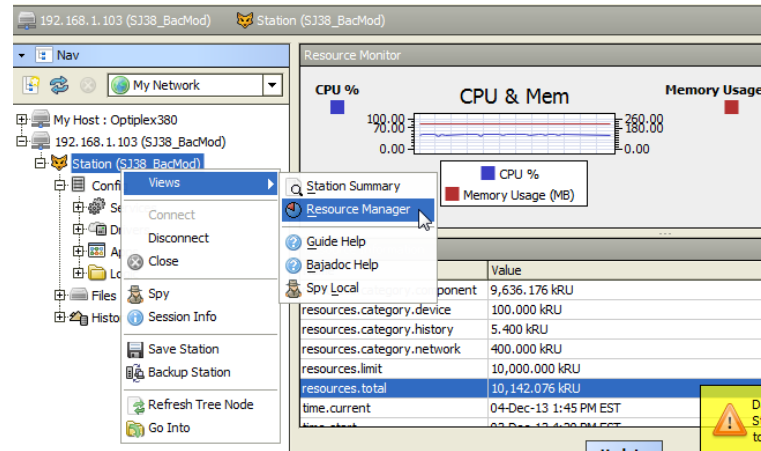 192.168.1.103 (SJ38_BacMod) Station (SJ38_BacMod)
Nav
My Network
My Host : Optiplex380
192.168.1.103 (SJ38_BacMod)
Station (SJ38_BacMod)
Confi
Se
D
A
Lo
Files
Histo
Views
Connect
Disconnect
Close
Spy
Session Info
Save Station
Backup Station
Refresh Tree Node
Go Into
Station Summary
Resource Manager
Guide Help
Bajadoc Help
Spy Local
Resource Monitor
CPU % CPU & Mem Memory Usage
100.00 260.00
70.00 180.00
0.00 0.00
CPU %
Memory Usage (MB)
Value
ponent 9,636.176 kRU
resources.category.device 100.000 kRU
resources.category.history 5.400 kRU
resources.category.network 400.000 kRU
resources.limit 10,000.000 kRU
resources.total 10,142.076 kRU
time.current 04-Dec-13 1:45 PM EST
D
S
to